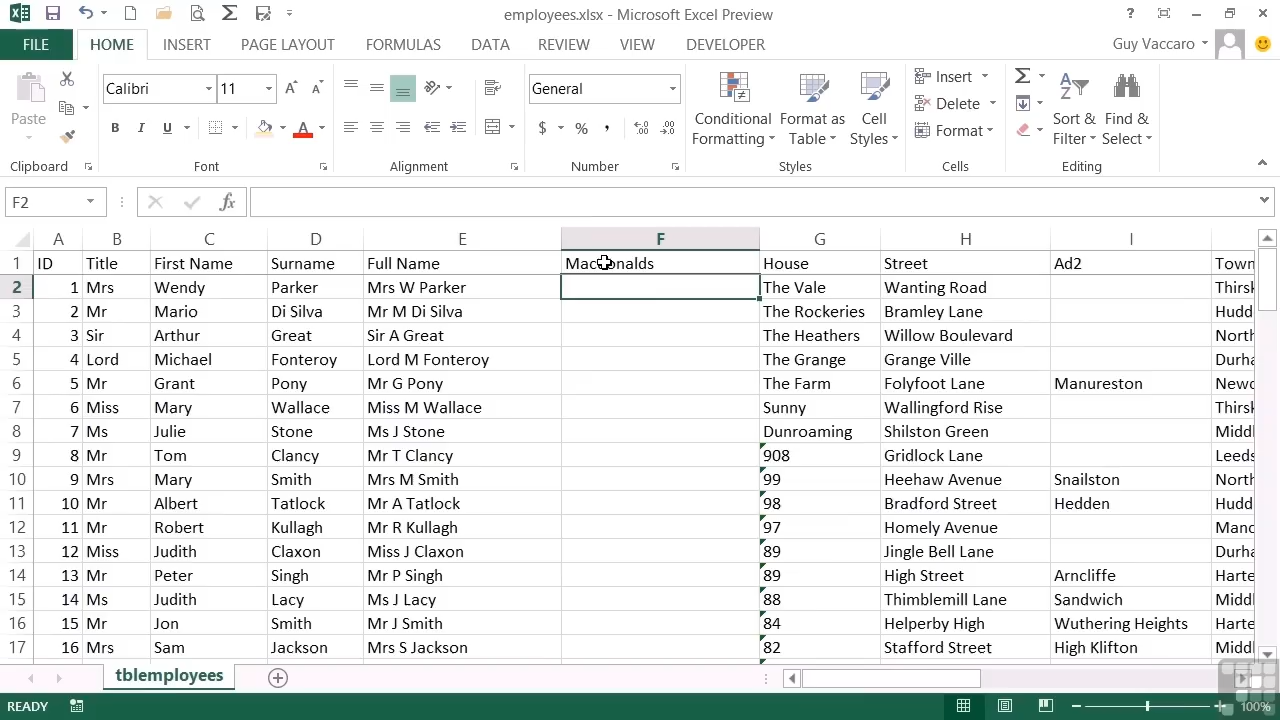 employees.xlsx - Microsoft Excel Preview
FILE HOME INSERT PAGE LAYOUT FORMULAS DATA REVIEW VIEW DEVELOPER Guy Vaccaro
Paste
Clipboard
Calibri 11
B I U A
Font
Alignment
General
$ % ,
Number
Conditional Formatting
Format as Table
Cell Styles
Styles
Insert
Delete
Format
Cells
Sort & Filter
Find & Select
Editing
F2 fx
A B C D E F G H I
1 ID Title First Name Surname Full Name Macdonalds House Street Ad2 Town
2 1 Mrs Wendy Parker Mrs W Parker The Vale Wanting Road Thirsk
3 2 Mr Mario Di Silva Mr M Di Silva The Rockeries Bramley Lane Hudd
4 3 Sir Arthur Great Sir A Great The Heathers Willow Boulevard North
5 4 Lord Michael Fonteroy Lord M Fonteroy The Grange Grange Ville Durha
6 5 Mr Grant Pony Mr G Pony The Farm Folyfoot Lane Manureston Newc
7 6 Miss Mary Wallace Miss M Wallace Sunny Wallingford Rise Thirsk
8 7 Ms Julie Stone Ms J Stone Dunroaming Shilston Green Middl
9 8 Mr Tom Clancy Mr T Clancy 908 Gridlock Lane Leeds
10 9 Mrs Mary Smith Mrs M Smith 99 Heehaw Avenue Snailston North
11 10 Mr Albert Tatlock Mr A Tatlock 98 Bradford Street Hedden Hudd
12 11 Mr Robert Kullagh Mr R Kullagh 97 Homely Avenue Manc
13 12 Miss Judith Claxon Miss J Claxon 89 Jingle Bell Lane Durha
14 13 Mr Peter Singh Mr P Singh 89 High Street Arncliffe Harte
15 14 Ms Judith Lacy Ms J Lacy 88 Thimblemill Lane Sandwich Middl
16 15 Mr Jon Smith Mr J Smith 84 Helperby High Wuthering Heights Harte
17 16 Mrs Sam Jackson Mrs S Jackson 82 Stafford Street High Klifton Middl
tblemployees
READY 100%